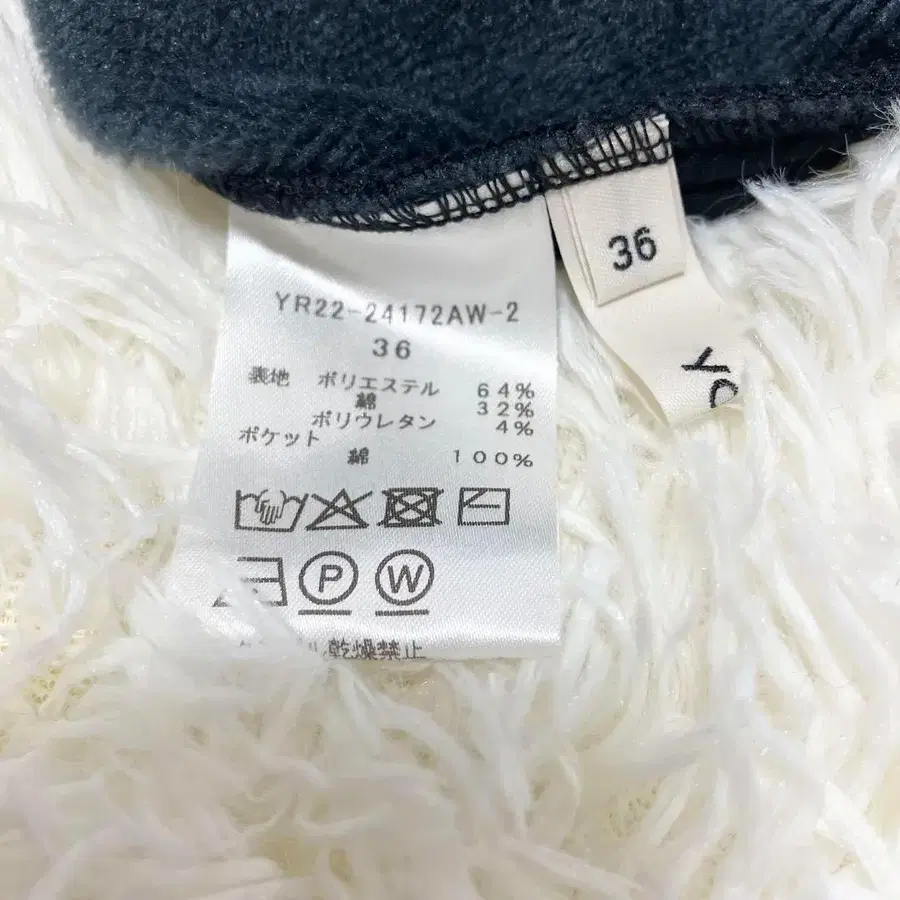 36
YR22-24172AW-2
36
表地 ポリエステル 64%
綿 32%
ポリウレタン 4%
ポケット
綿 100%
P W
乾燥禁止